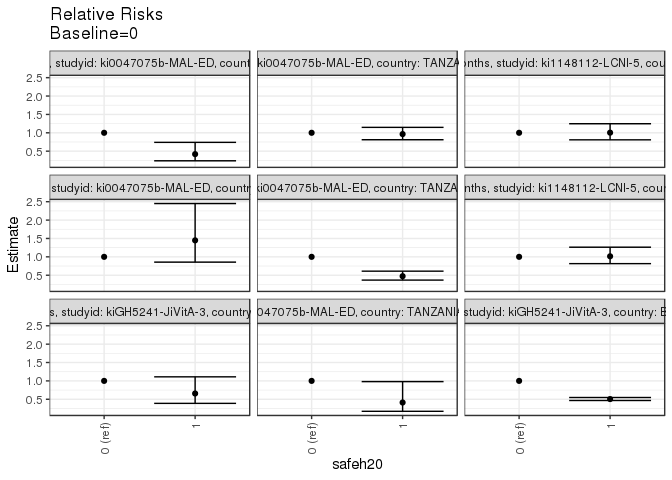 Relative Risks
Baseline=0
, studyid: ki0047075b-MAL-ED, count
ki0047075b-MAL-ED, country: TANZA
onths, studyid: ki1148112-LCNI-5, cou
2.5
2.0
1.5
1.0
0.5
studyid: ki0047075b-MAL-ED, countr
ki0047075b-MAL-ED, country: TANZA
nths, studyid: ki1148112-LCNI-5, cou
2.5
2.0
1.5
1.0
0.5
s, studyid: kiGH5241-JiVitA-3, country
047075b-MAL-ED, country: TANZANI
studyid: kiGH5241-JiVitA-3, country: B
2.5
2.0
1.5
1.0
0.5
Estimate
0 (ref)
1
0 (ref)
1
0 (ref)
1
safeh20